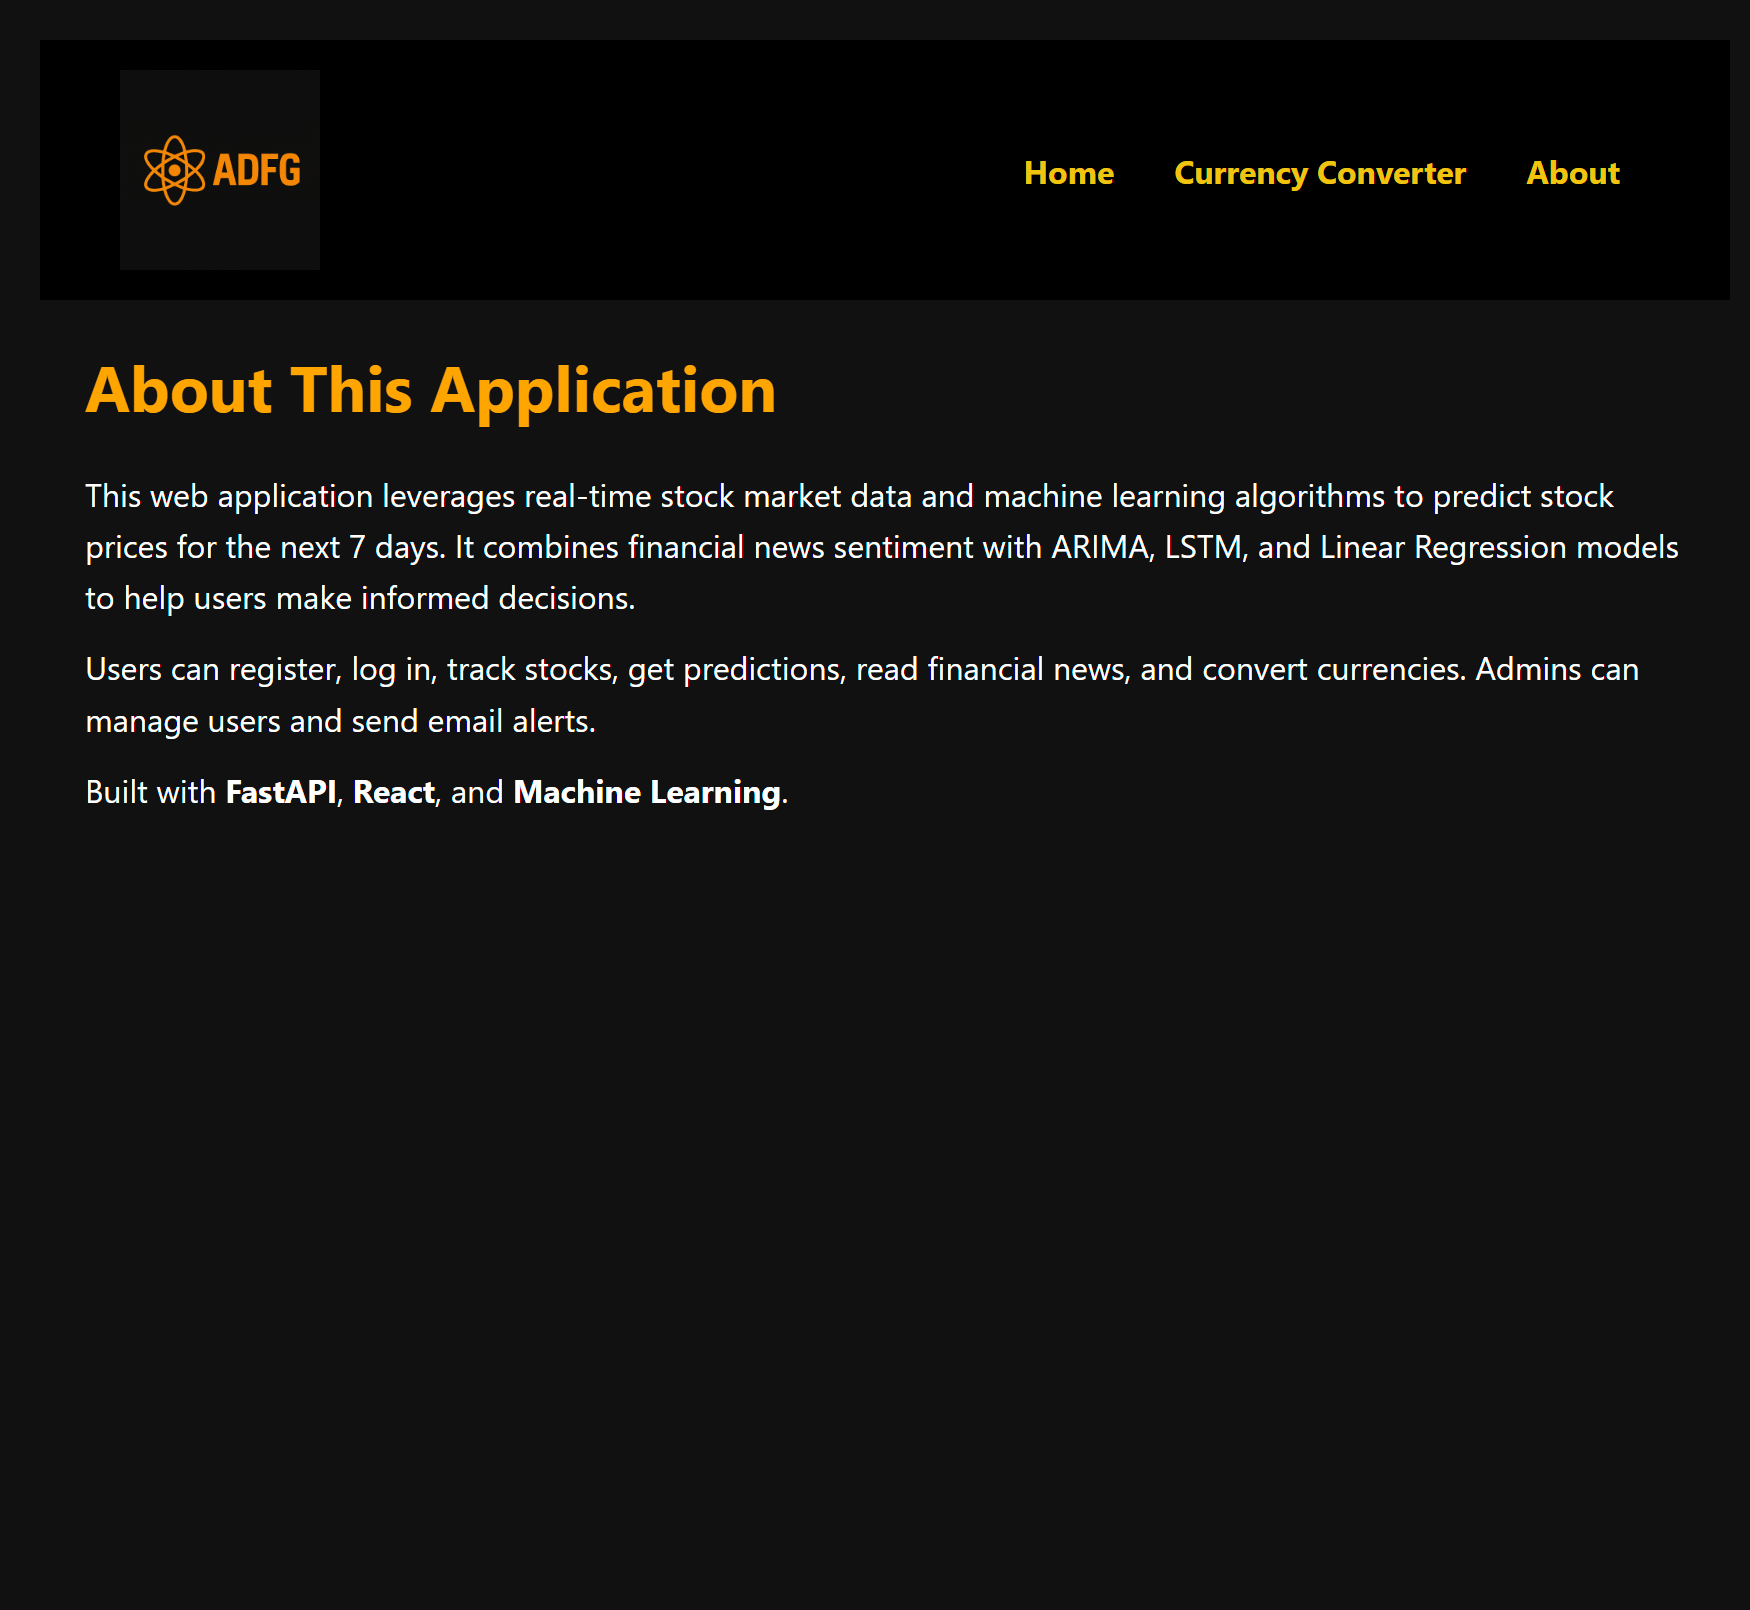 ADFG
Home Currency Converter About
About This Application
This web application leverages real-time stock market data and machine learning algorithms to predict stock
prices for the next 7 days. It combines financial news sentiment with ARIMA, LSTM, and Linear Regression models
to help users make informed decisions.
Users can register, log in, track stocks, get predictions, read financial news, and convert currencies. Admins can
manage users and send email alerts.
Built with FastAPI, React, and Machine Learning.